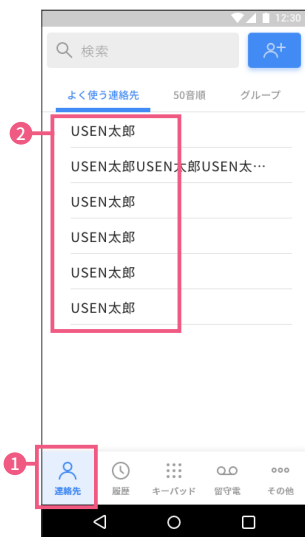 12:30
検索
よく使う連絡先 50音順 グループ
2
USEN太郎
USEN太郎USEN太郎USEN太…
USEN太郎
USEN太郎
USEN太郎
USEN太郎
1
連絡先 履歴 キーパッド 留守電 その他